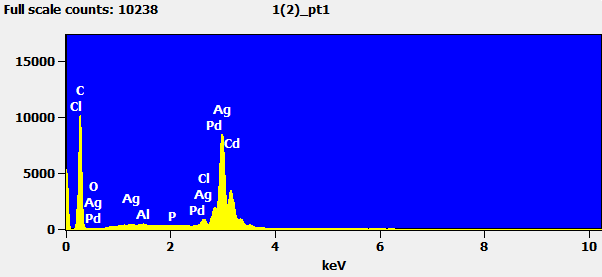 Full scale counts: 10238 1(2)_pt1
15000
10000
5000
0
C
Cl
O
Ag
Pd
Ag
Al
P
Cl
Ag
Pd
Ag
Pd
Cd
0 2 4 6 8 10
keV